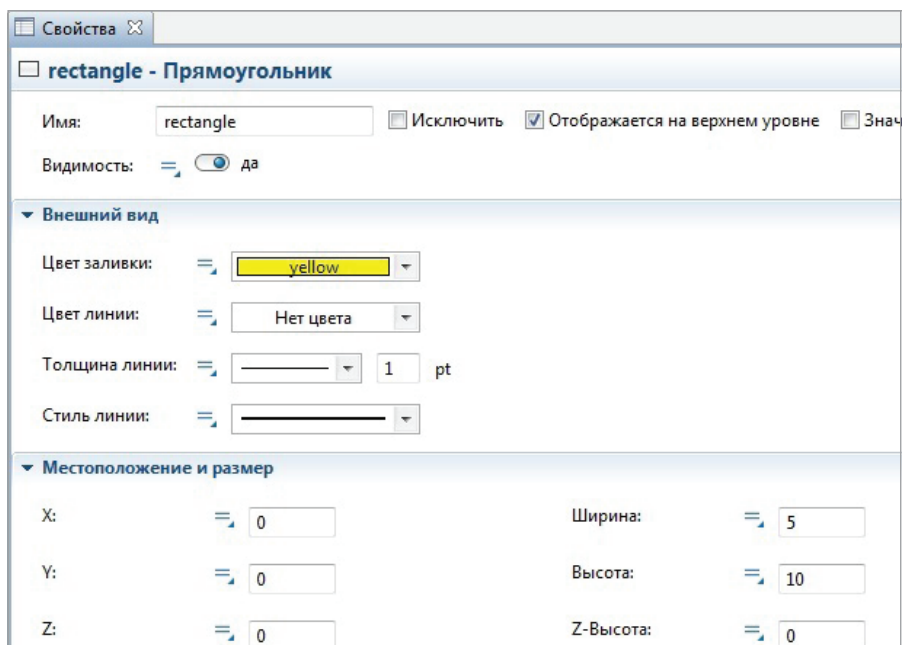 Свойства
rectangle - Прямоугольник
Имя: rectangle Исключить Отображается на верхнем уровне Знач
Видимость: да
Внешний вид
Цвет заливки: yellow
Цвет линии: Нет цвета
Толщина линии: 1 pt
Стиль линии:
Местоположение и размер
X: 0 Ширина: 5
Y: 0 Высота: 10
Z: 0 Z-Высота: 0